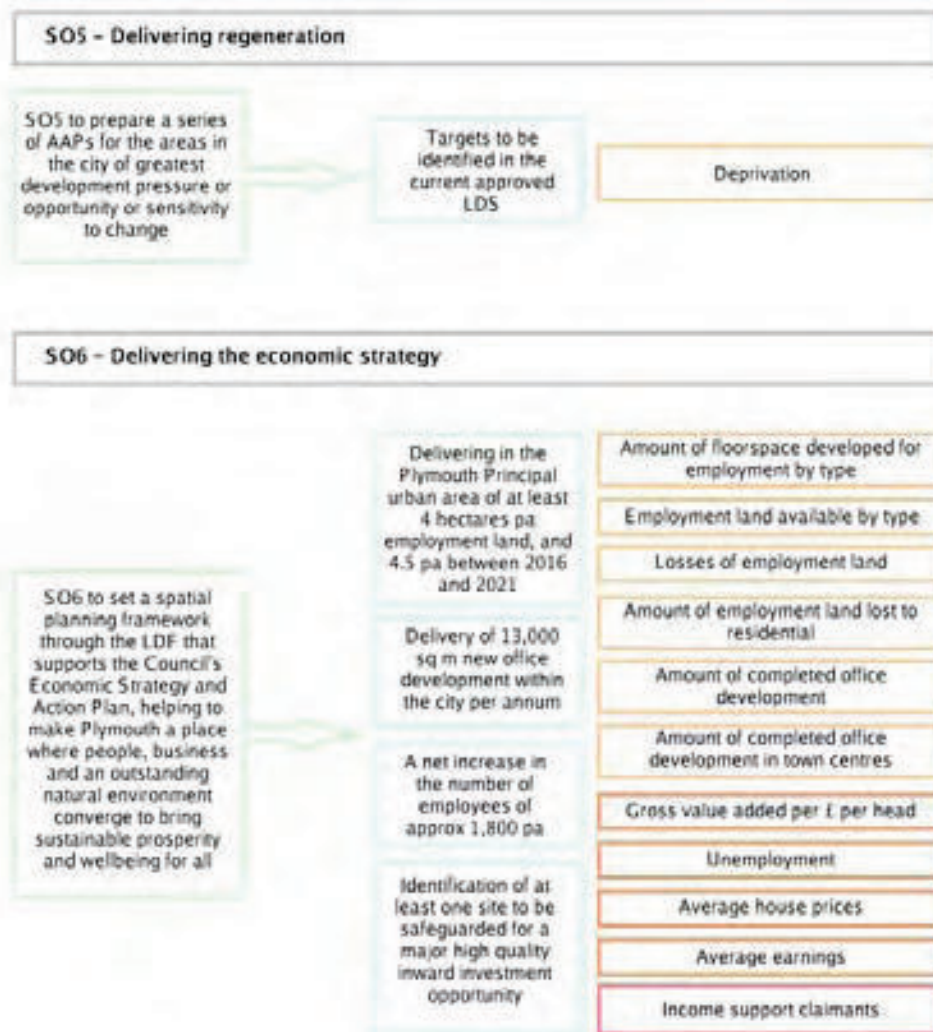 SO5 – Delivering regeneration
SO5 to prepare a series
of AAPs for the areas in
the city of greatest
development pressure or
opportunity or sensitivity
to change
Targets to be
identified in the
current approved
LDS
Deprivation
SO6 – Delivering the economic strategy
SO6 to set a spatial
planning framework
through the LDF that
supports the Council's
Economic Strategy and
Action Plan, helping to
make Plymouth a place
where people, business
and an outstanding
natural environment
converge to bring
sustainable prosperity
and wellbeing for all
Delivering in the
Plymouth Principal
urban area of at least
4 hectares pa
employment land, and
4.5 pa between 2016
and 2021
Delivery of 13,000
sq m new office
development within
the city per annum
A net increase in
the number of
employees of
approx 1,800 pa
Identification of at
least one site to be
safeguarded for a
major high quality
inward investment
opportunity
Amount of floorspace developed for
employment by type
Employment land available by type
Losses of employment land
Amount of employment land lost to
residential
Amount of completed office
development
Amount of completed office
development in town centres
Gross value added per £ per head
Unemployment
Average house prices
Average earnings
Income support claimants